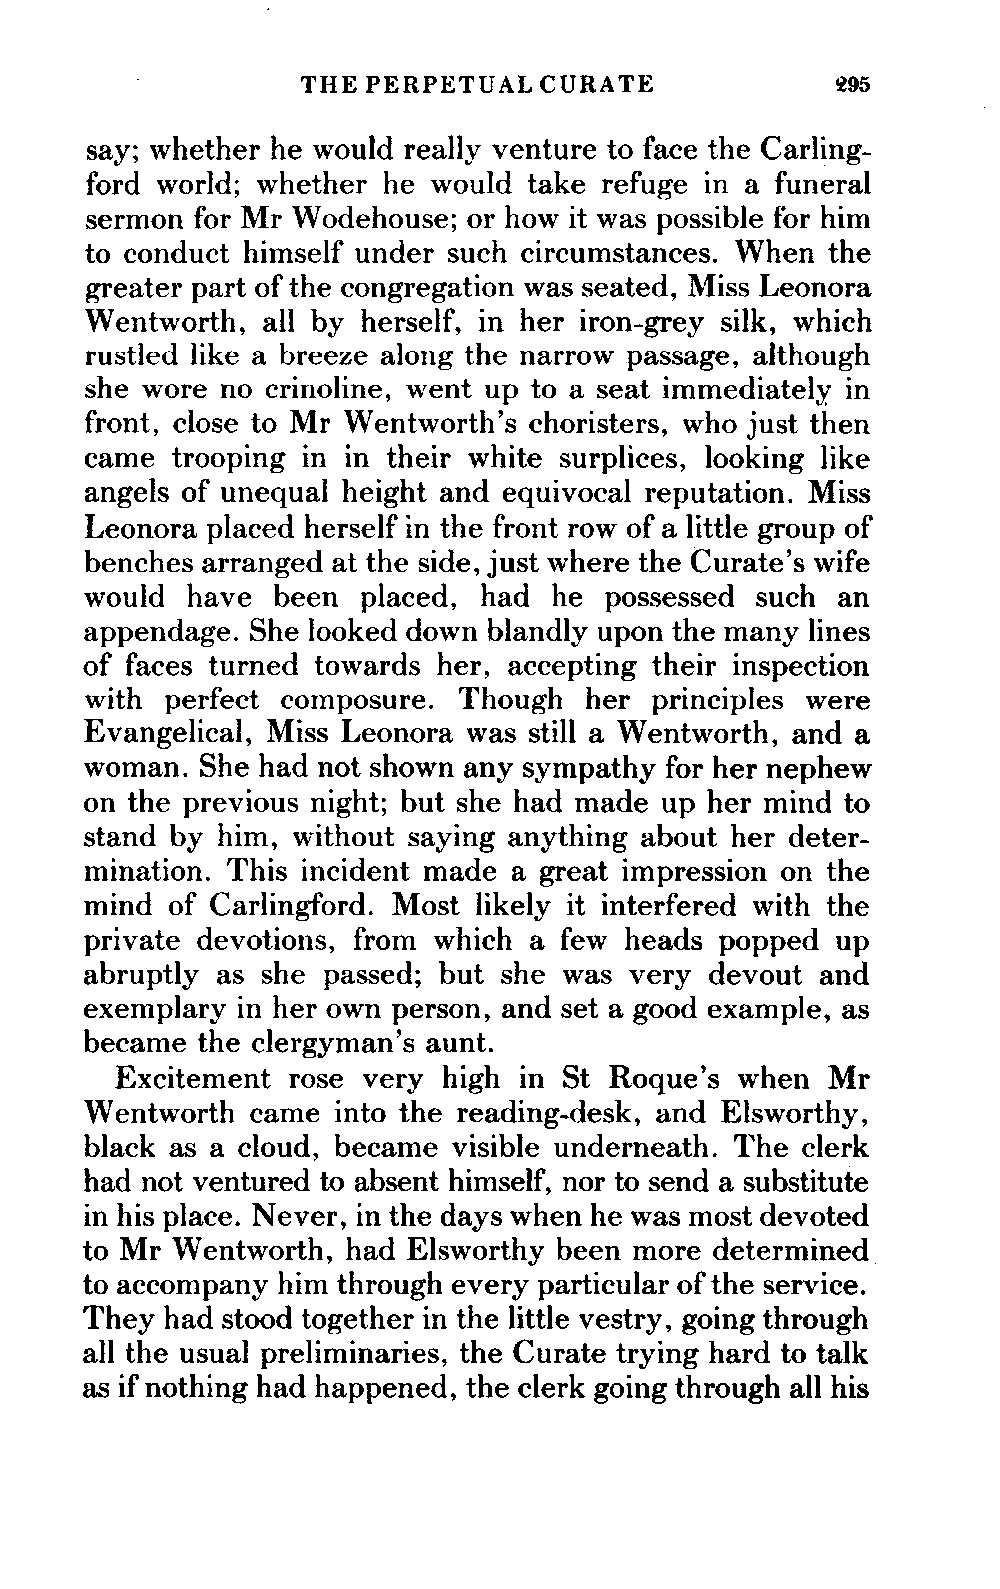 THE PERPETUAL CURATE 295
say; whether he would really venture to face the Carling-
ford world; whether he would take refuge in a funeral
sermon for Mr Wodehouse; or how it was possible for him
to conduct himself under such circumstances. When the
greater part of the congregation was seated, Miss Leonora
Wentworth, all by herself, in her iron-grey silk, which
rustled like a breeze along the narrow passage, although
she wore no crinoline, went up to a seat immediately in
front, close to Mr Wentworth's choristers, who just then
came trooping in in their white surplices, looking like
angels of unequal height and equivocal reputation. Miss
Leonora placed herself in the front row of a little group of
benches arranged at the side, just where the Curate's wife
would have been placed, had he possessed such an
appendage. She looked down blandly upon the many lines
of faces turned towards her, accepting their inspection
with perfect composure. Though her principles were
Evangelical, Miss Leonora was still a Wentworth, and a
woman. She had not shown any sympathy for her nephew
on the previous night; but she had made up her mind to
stand by him, without saying anything about her deter-
mination. This incident made a great impression on the
mind of Carlingford. Most likely it interfered with the
private devotions, from which a few heads popped up
abruptly as she passed; but she was very devout and
exemplary in her own person, and set a good example, as
became the clergyman's aunt.
Excitement rose very high in St Roque's when Mr
Wentworth came into the reading-desk, and Elsworthy,
black as a cloud, became visible underneath. The clerk
had not ventured to absent himself, nor to send a substitute
in his place. Never, in the days when he was most devoted
to Mr Wentworth, had Elsworthy been more determined
to accompany him through every particular of the service.
They had stood together in the little vestry, going through
all the usual preliminaries, the Curate trying hard to talk
as if nothing had happened, the clerk going through all his